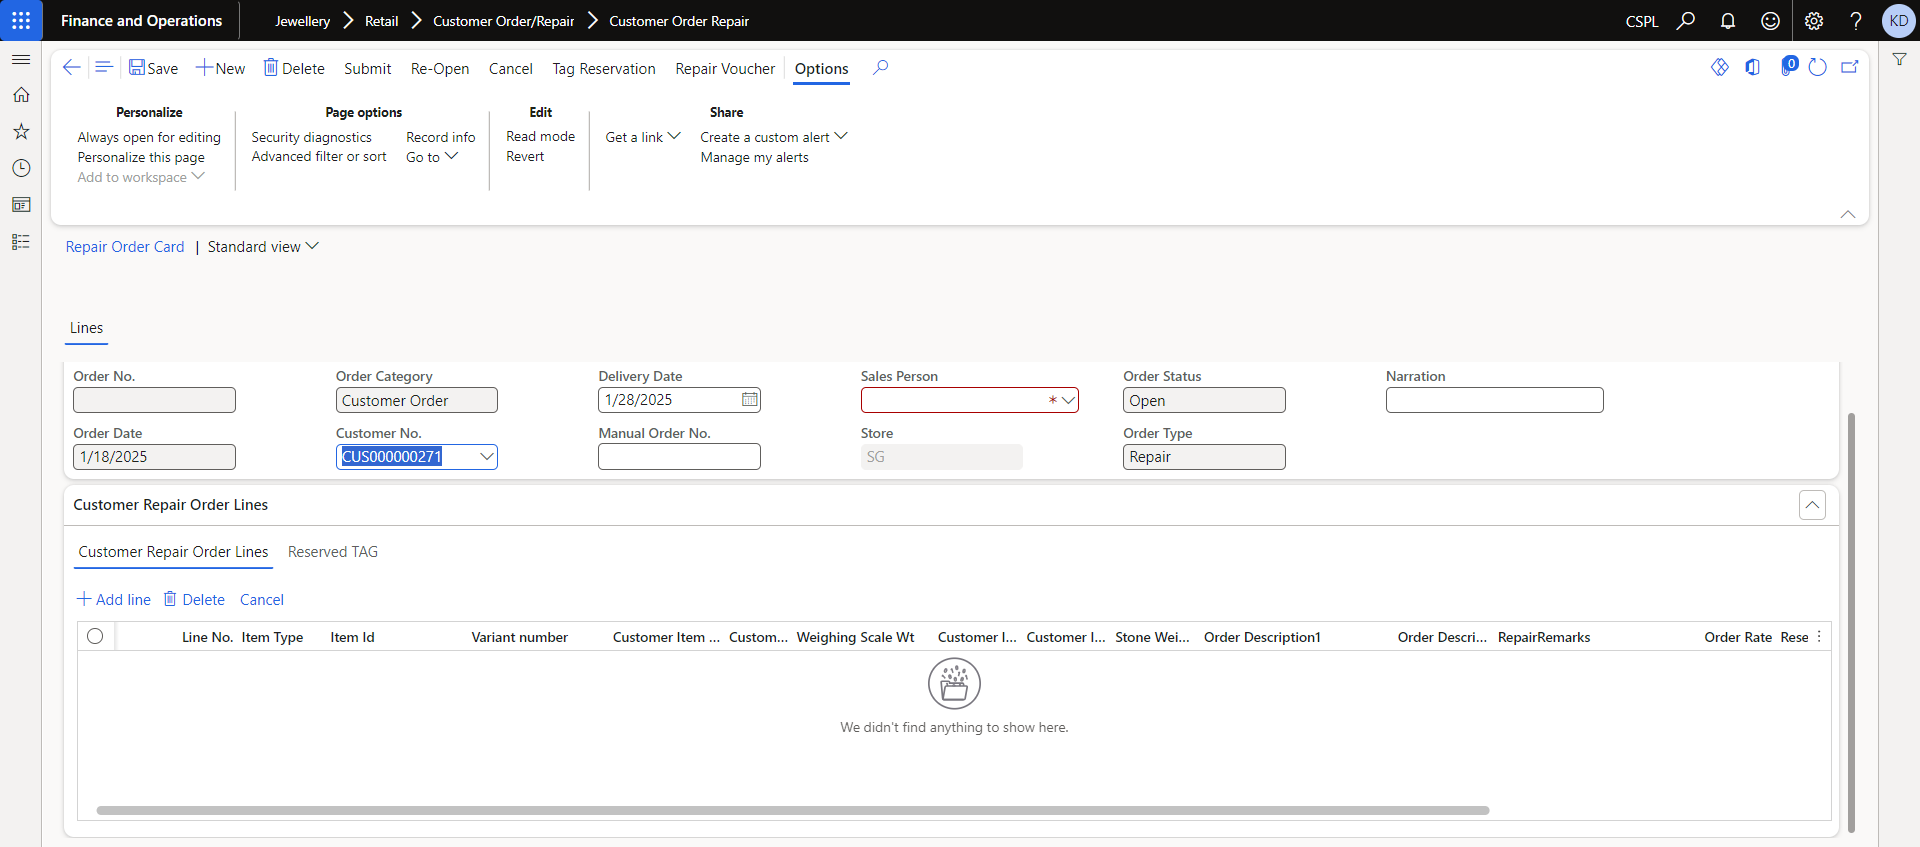 Finance and Operations
Jewellery Retail Customer Order/Repair Customer Order Repair
CSPL
KD
Save New Delete Submit Re-Open Cancel Tag Reservation Repair Voucher Options
0
Personalize
Always open for editing
Personalize this page
Add to workspace
Page options
Security diagnostics
Advanced filter or sort
Record info
Go to
Edit
Read mode
Revert
Get a link
Share
Create a custom alert
Manage my alerts
Repair Order Card | Standard view
Lines
Order No. Order Category Delivery Date Sales Person Order Status Narration
Customer Order 1/28/2025 * Open
Order Date Customer No. Manual Order No. Store Order Type
1/18/2025 CUS000000271 SG Repair
Customer Repair Order Lines
Customer Repair Order Lines Reserved TAG
Add line Delete Cancel
Line No. Item Type Item Id Variant number Customer Item ... Custom... Weighing Scale Wt Customer I... Customer I... Stone Wei... Order Description1 Order Descri... RepairRemarks Order Rate Rese
We didn't find anything to show here.